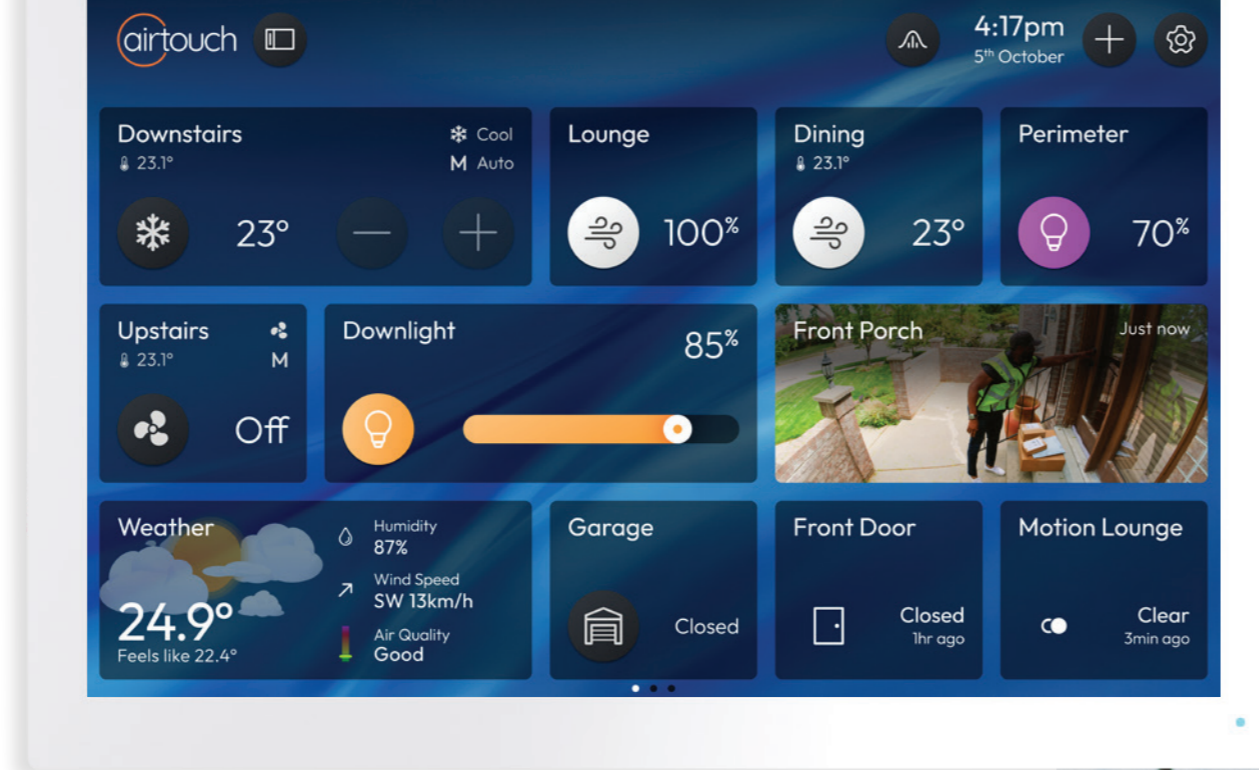 airtouch
4:17pm
5th October
Downstairs
23.1°
Cool
M Auto
23°
Lounge
100%
Dining
23.1°
23°
Perimeter
70%
Upstairs
23.1°
M
Off
Downlight
85%
Front Porch
Just now
Weather
24.9°
Feels like 22.4°
Humidity
87%
Wind Speed
SW 13km/h
Air Quality
Good
Garage
Closed
Front Door
Closed
1hr ago
Motion Lounge
Clear
3min ago